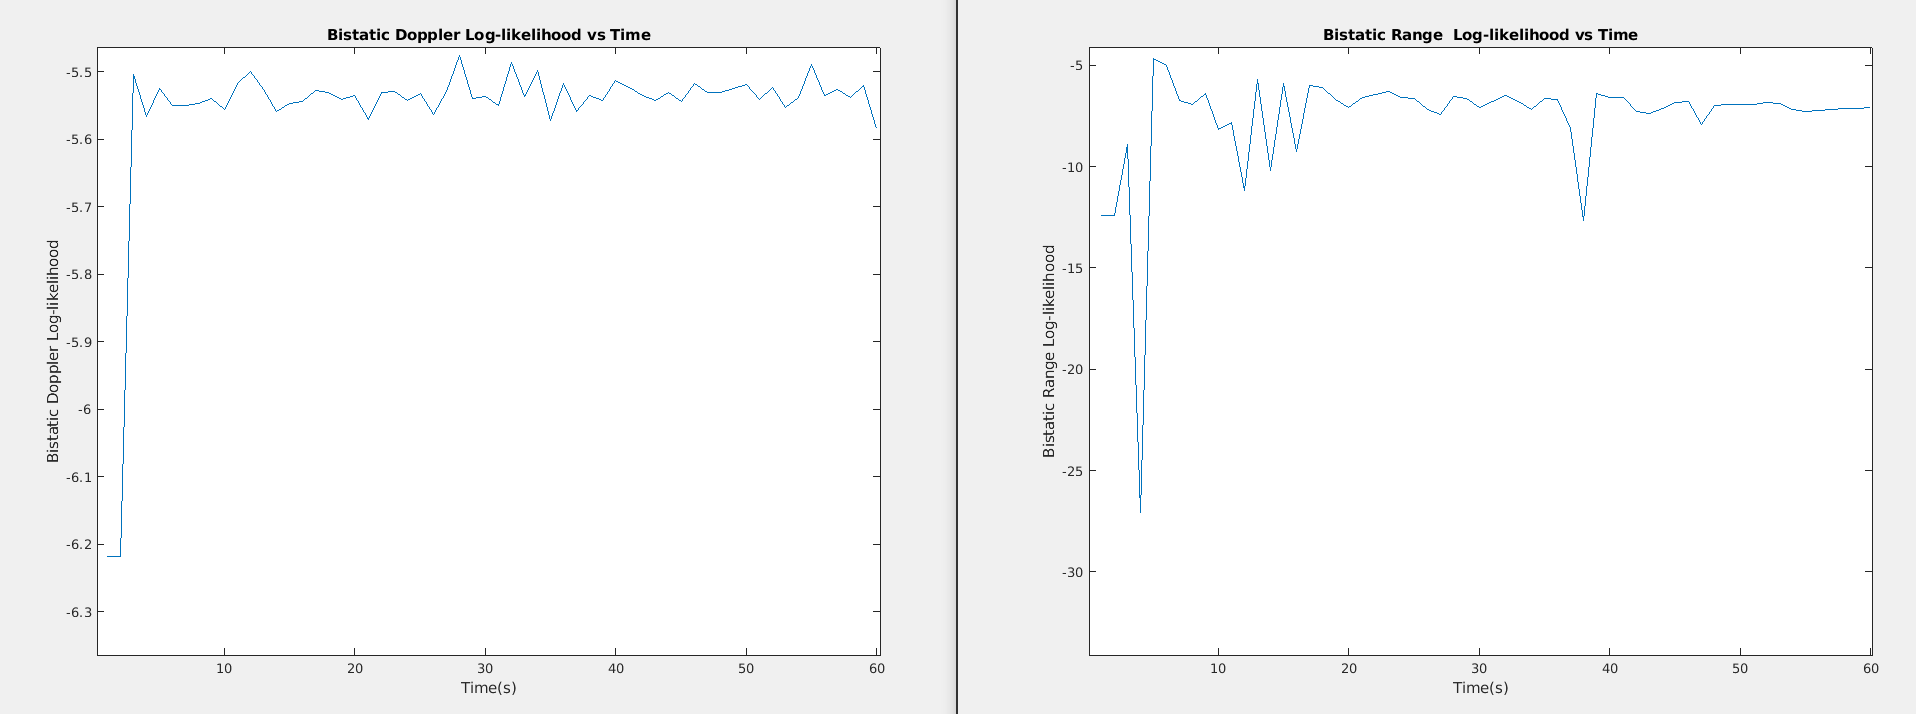 Bistatic Doppler Log-likelihood vs Time
Bistatic Doppler Log-likelihood
-5.5
-5.6
-5.7
-5.8
-5.9
-6
-6.1
-6.2
-6.3
10 20 30 40 50 60
Time(s)
Bistatic Range  Log-likelihood vs Time
Bistatic Range Log-likelihood
-5
-10
-15
-20
-25
-30
10 20 30 40 50 60
Time(s)